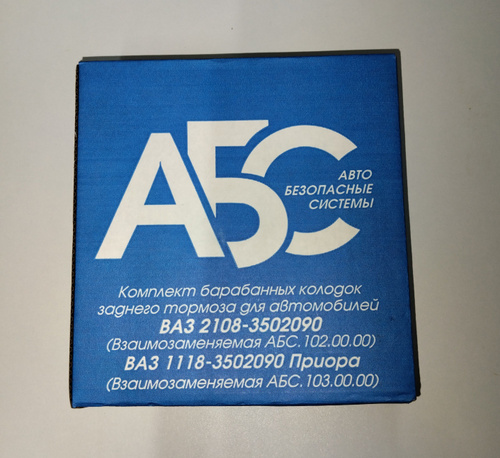 АБС
АВТО
БЕЗОПАСНЫЕ
СИСТЕМЫ
Комплект барабанных колодок
заднего тормоза для автомобилей
ВАЗ 2108-3502090
(Взаимозаменяемая АБС.102.00.00)
ВАЗ 1118-3502090 Приора
(Взаимозаменяемая АБС.103.00.00)